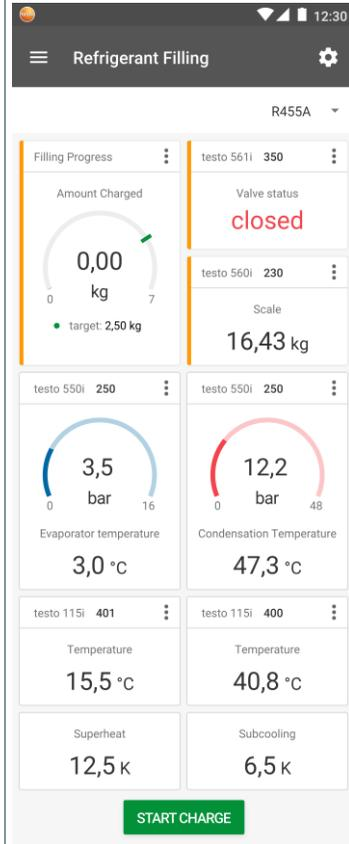 12:30
Refrigerant Filling
R455A
Filling Progress
Amount Charged
0,00
kg
0 7
target: 2,50 kg
testo 561i 350
Valve status
closed
testo 560i 230
Scale
16,43 kg
testo 550i 250
3,5
bar
0 16
Evaporator temperature
3,0 °C
testo 550i 250
12,2
bar
0 48
Condensation Temperature
47,3 °C
testo 115i 401
Temperature
15,5 °C
testo 115i 400
Temperature
40,8 °C
Superheat
12,5 K
Subcooling
6,5 K
START CHARGE